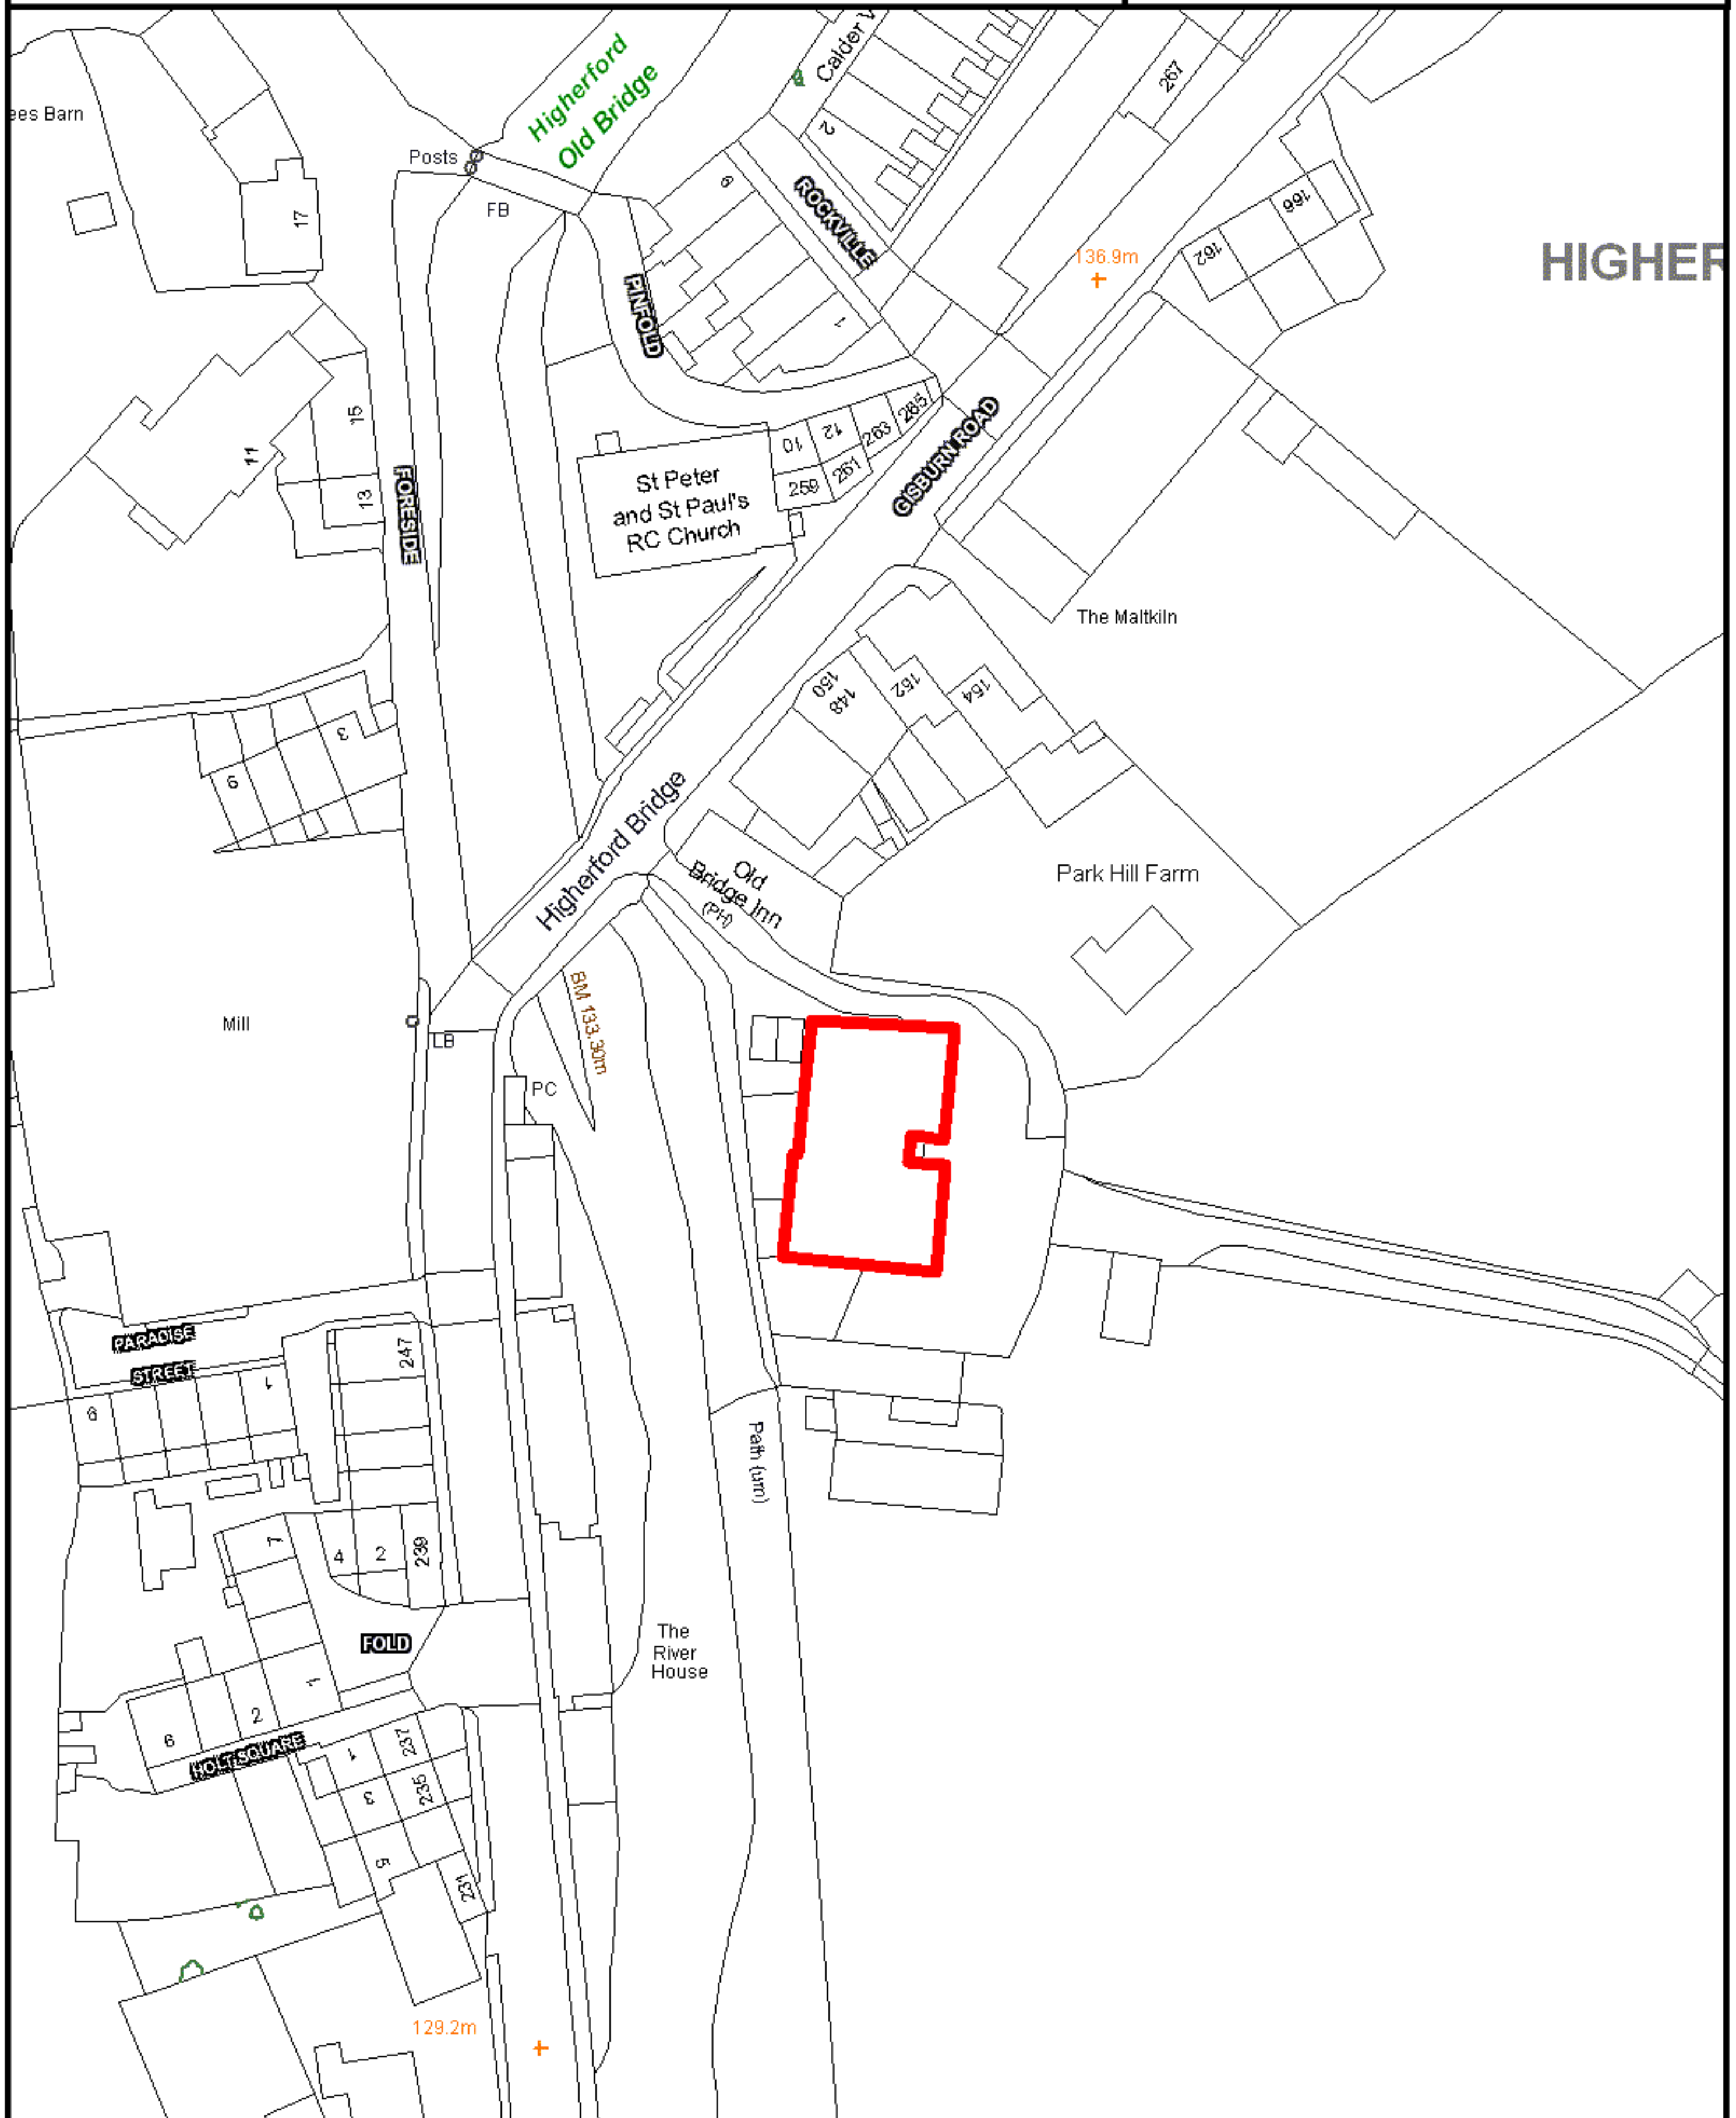 Calder
Higherford
Old Bridge
267
ees Barn
2
Posts
9
ROCKVILLE
166
FB
17
162
136.9m
HIGHER
PINFOLD
1
15
265
12
10
263
GISBURN ROAD
11
261
St Peter
and St Paul's
RC Church
259
13
FORESIDE
The Maltkiln
150
148
152
154
3
9
Higherford Bridge
Old
Bridge Inn
(PH)
Park Hill Farm
BM 133.30m
Mill
LB
PC
PARADISE
STREET
247
1
9
Path (um)
7
4
2
239
FOLD
The
River
House
1
2
6
HOLT SQUARE
1
237
3
235
5
231
129.2m